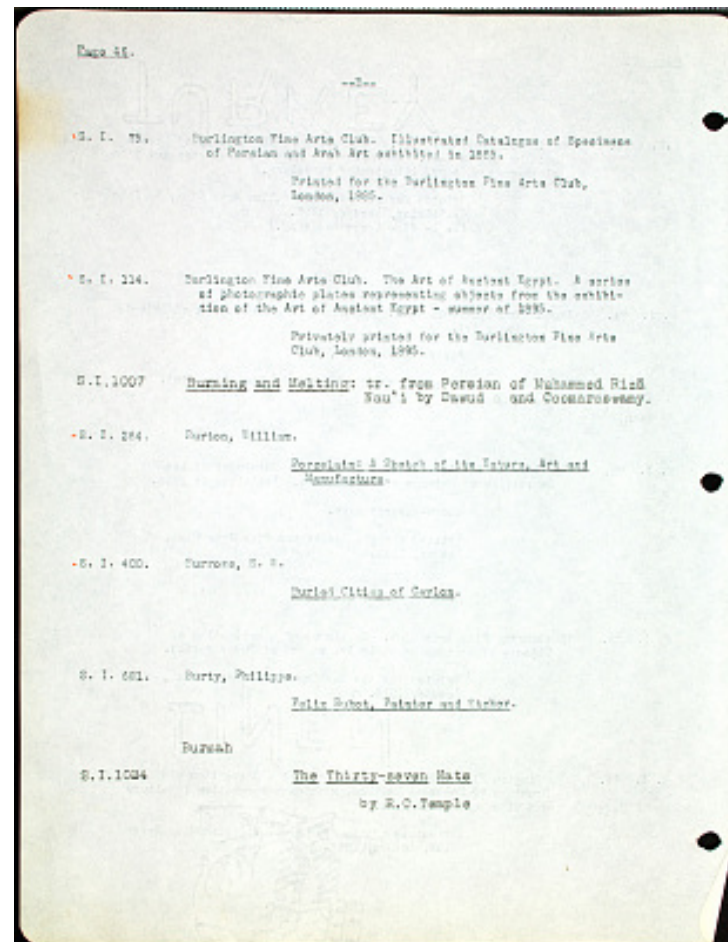 Page 46.
--B--
S. I. 75. Burlington Fine Arts Club. Illustrated Catalogue of Specimens
of Persian and Arab Art exhibited in 1885.
Printed for the Burlington Fine Arts Club,
London, 1885.
S. I. 114. Burlington Fine Arts Club. The Art of Ancient Egypt. A series
of photographic plates representing objects from the exhibi-
tion of the Art of Ancient Egypt - summer of 1895.
Privately printed for the Burlington Fine Arts
Club, London, 1895.
S.I.1007 Burning and Melting: tr. from Persian of Muhammed Rizā
Nau'i by Dawud and Coomaroswamy.
S. I. 264. Burton, William.
Porcelain: A Sketch of its Nature, Art and
Manufacture.
S. I. 400. Burrows, S. M.
Buried Cities of Ceylon.
S. I. 681. Burty, Philippe.
Felix Buhot, Painter and Etcher.
Burmah
S.I.1024 The Thirty-seven Nats
by R.C.Temple